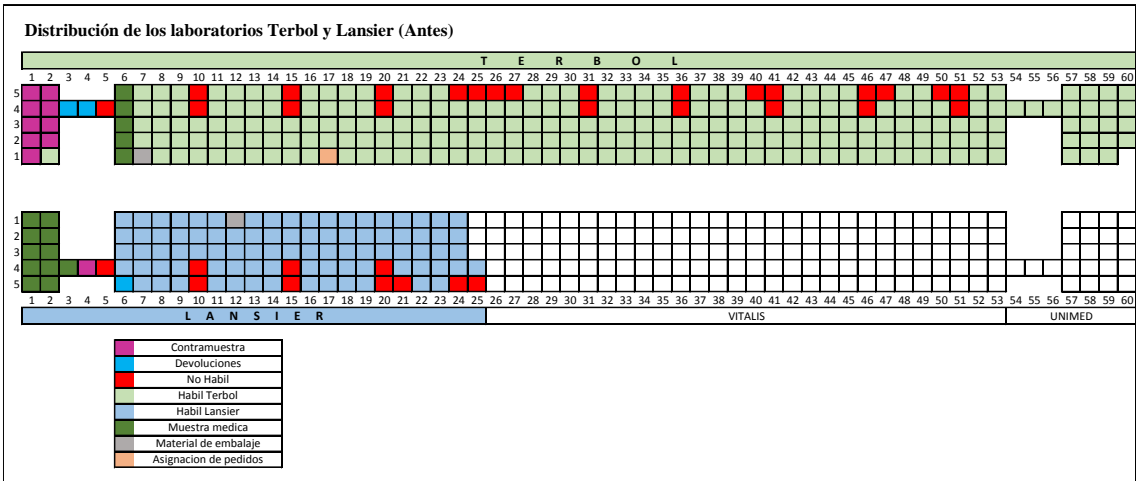 Distribución de los laboratorios Terbol y Lansier (Antes)
T E R B O L
1 2 3 4 5 6 7 8 9 10 11 12 13 14 15 16 17 18 19 20 21 22 23 24 25 26 27 28 29 30 31 32 33 34 35 36 37 38 39 40 41 42 43 44 45 46 47 48 49 50 51 52 53 54 55 56 57 58 59 60
5
4
3
2
1
1
2
3
4
5
1 2 3 4 5 6 7 8 9 10 11 12 13 14 15 16 17 18 19 20 21 22 23 24 25 26 27 28 29 30 31 32 33 34 35 36 37 38 39 40 41 42 43 44 45 46 47 48 49 50 51 52 53 54 55 56 57 58 59 60
L A N S I E R VITALIS UNIMED
Contramuestra
Devoluciones
No Habil
Habil Terbol
Habil Lansier
Muestra medica
Material de embalaje
Asignacion de pedidos